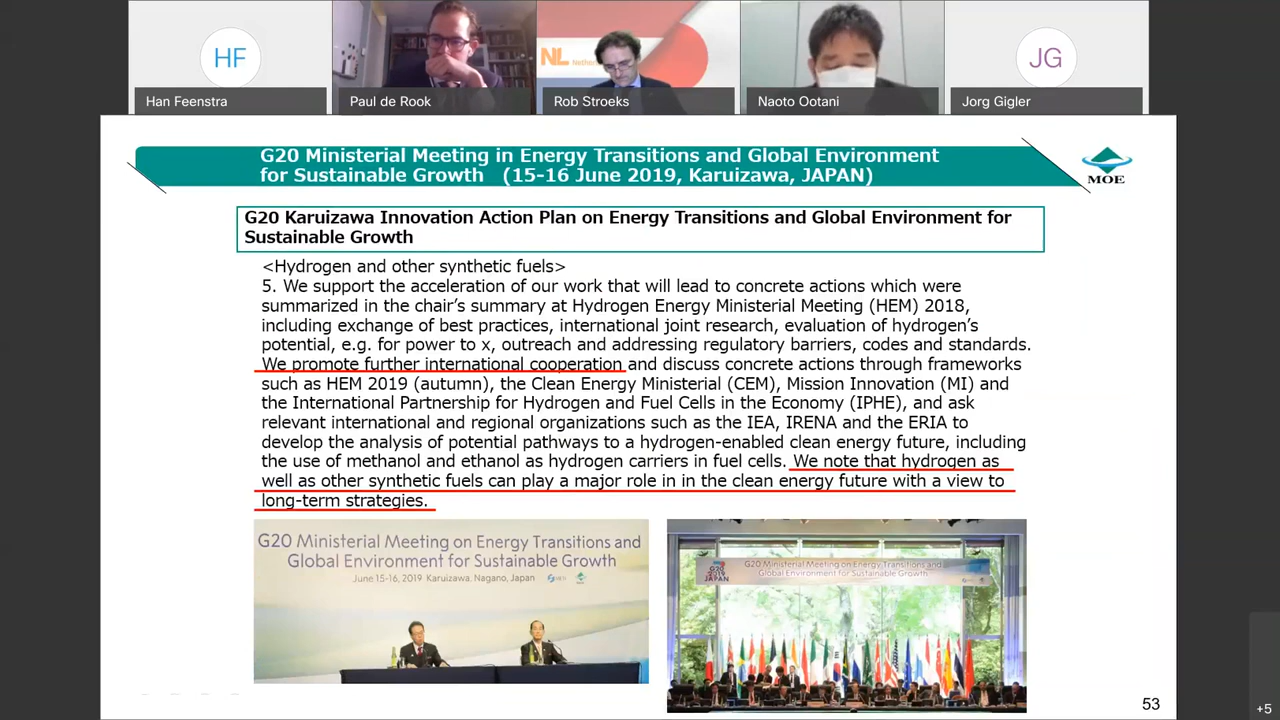 HF
JG
NL Nether
Han Feenstra
Paul de Rook
Rob Stroeks
Naoto Ootani
Jorg Gigler
G20 Ministerial Meeting in Energy Transitions and Global Environment
for Sustainable Growth (15-16 June 2019, Karuizawa, JAPAN)
MOE
G20 Karuizawa Innovation Action Plan on Energy Transitions and Global Environment for
Sustainable Growth
<Hydrogen and other synthetic fuels>
5. We support the acceleration of our work that will lead to concrete actions which were
summarized in the chair's summary at Hydrogen Energy Ministerial Meeting (HEM) 2018,
including exchange of best practices, international joint research, evaluation of hydrogen's
potential, e.g. for power to x, outreach and addressing regulatory barriers, codes and standards.
We promote further international cooperation and discuss concrete actions through frameworks
such as HEM 2019 (autumn), the Clean Energy Ministerial (CEM), Mission Innovation (MI) and
the International Partnership for Hydrogen and Fuel Cells in the Economy (IPHE), and ask
relevant international and regional organizations such as the IEA, IRENA and the ERIA to
develop the analysis of potential pathways to a hydrogen-enabled clean energy future, including
the use of methanol and ethanol as hydrogen carriers in fuel cells. We note that hydrogen as
well as other synthetic fuels can play a major role in in the clean energy future with a view to
long-term strategies.
G20 Ministerial Meeting on Energy Transitions and
Global Environment for Sustainable Growth
June 15-16, 2019 Karuizawa, Nagano, Japan
G20
2019
JAPAN
G20 Ministerial Meeting on Energy Transitions and
Global Environment for Sustainable Growth
53
+5